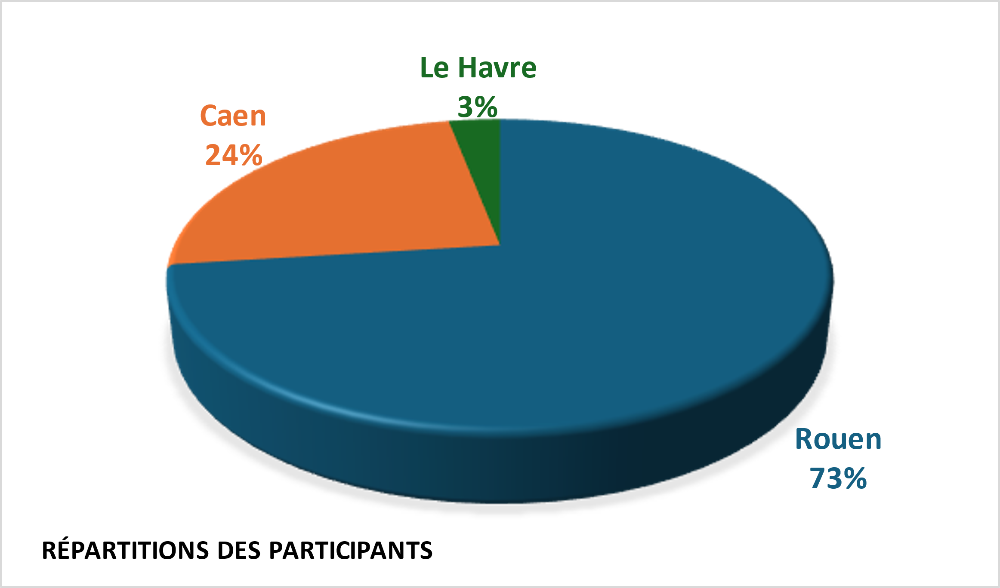 Le Havre
3%
Caen
24%
Rouen
73%
RÉPARTITIONS DES PARTICIPANTS